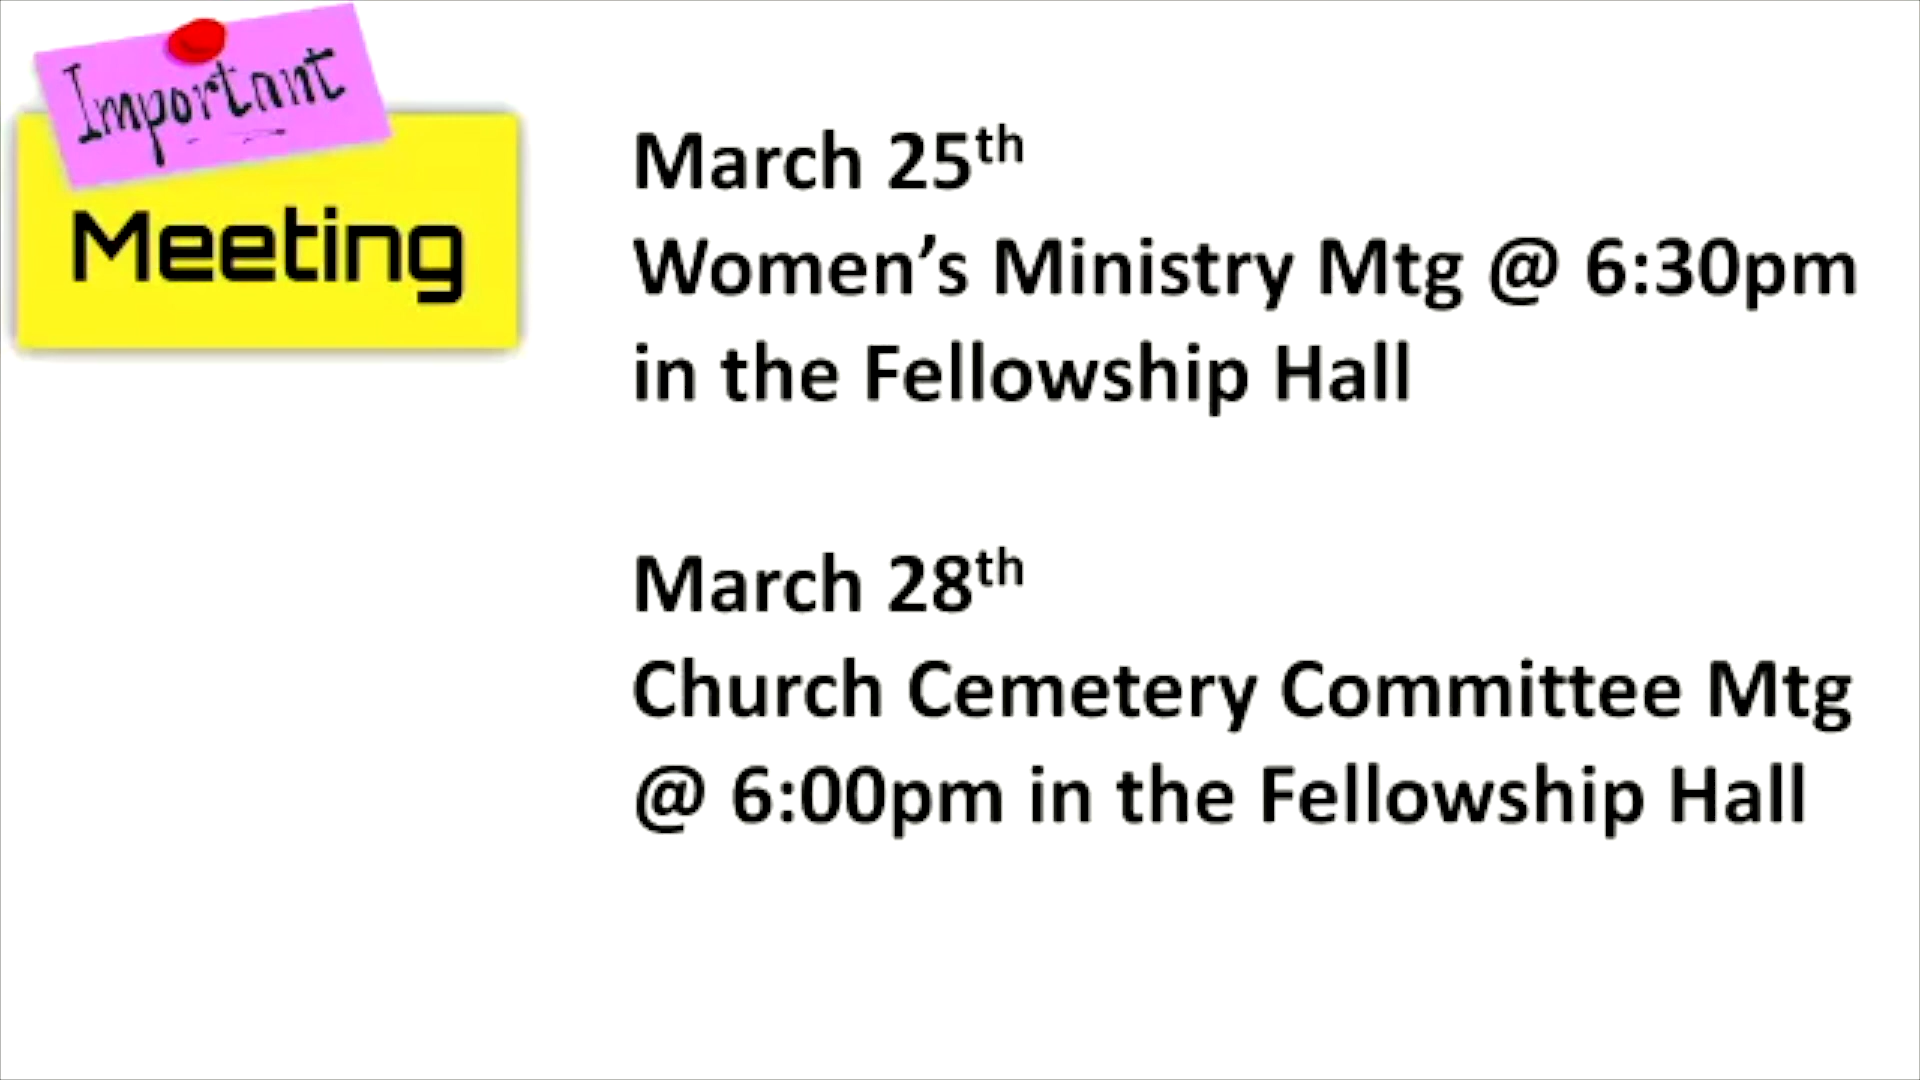 Important
Meeting
March 25th
Women’s Ministry Mtg @ 6:30pm
in the Fellowship Hall
March 28th
Church Cemetery Committee Mtg
@ 6:00pm in the Fellowship Hall